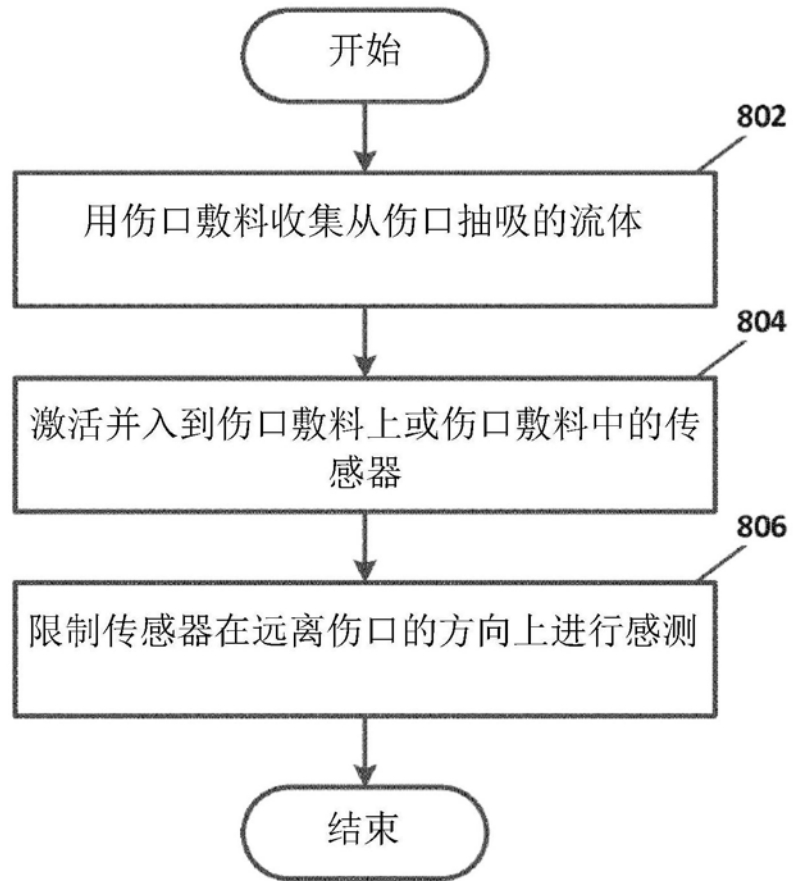 开始
802
用伤口敷料收集从伤口抽吸的流体
804
激活并入到伤口敷料上或伤口敷料中的传
感器
806
限制传感器在远离伤口的方向上进行感测
结束